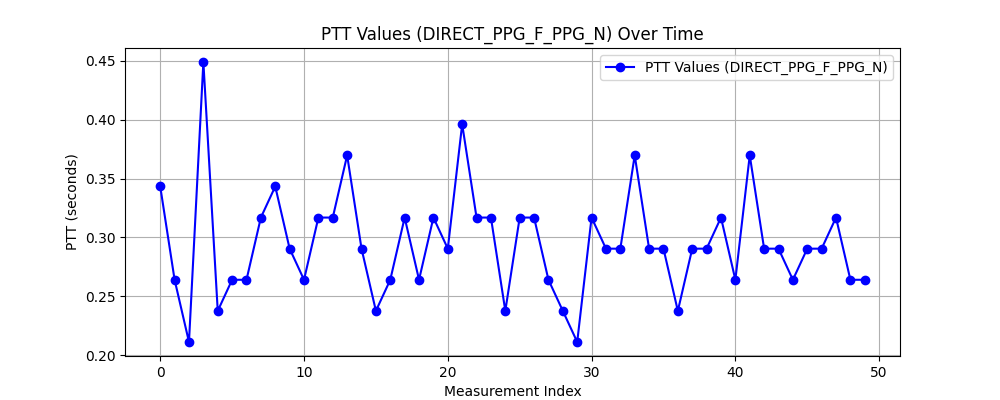 PTT Values (DIRECT_PPG_F_PPG_N) Over Time
PTT Values (DIRECT_PPG_F_PPG_N)
PTT (seconds)
0.45
0.40
0.35
0.30
0.25
0.20
0 10 20 30 40 50
Measurement Index